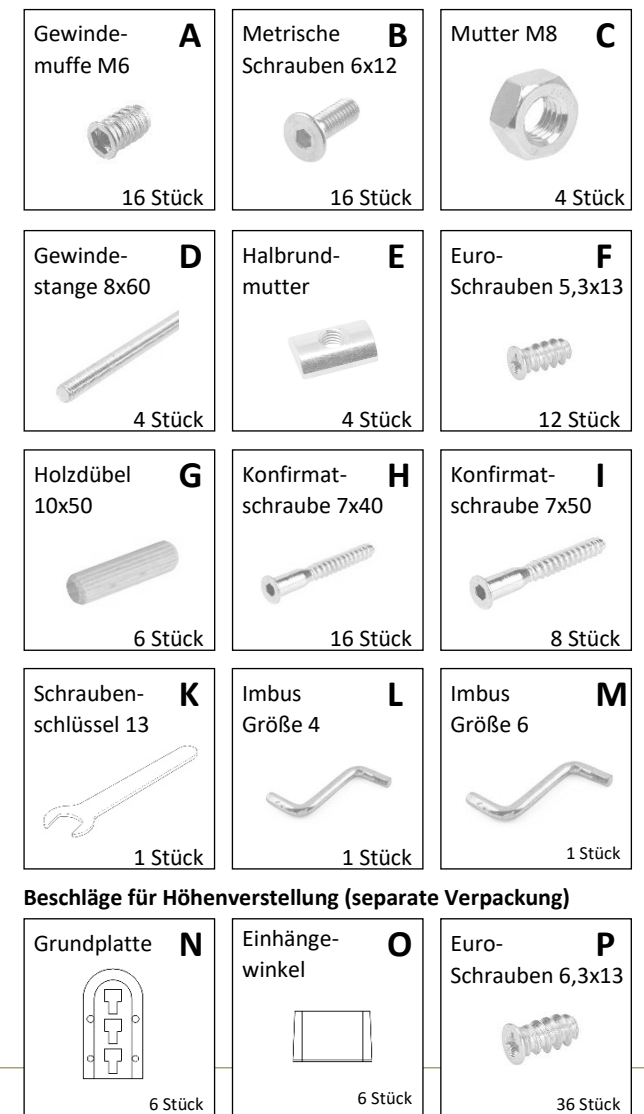 Gewinde- A
muffe M6
16 Stück
Metrische B
Schrauben 6x12
16 Stück
Mutter M8 C
4 Stück
Gewinde- D
stange 8x60
4 Stück
Halbrund- E
mutter
4 Stück
Euro- F
Schrauben 5,3x13
12 Stück
Holzdübel G
10x50
6 Stück
Konfirmat- H
schraube 7x40
16 Stück
Konfirmat- I
schraube 7x50
8 Stück
Schrauben- K
schlüssel 13
1 Stück
Imbus L
Größe 4
1 Stück
Imbus M
Größe 6
1 Stück
Beschläge für Höhenverstellung (separate Verpackung)
Grundplatte N
6 Stück
Einhänge- O
winkel
6 Stück
Euro- P
Schrauben 6,3x13
36 Stück